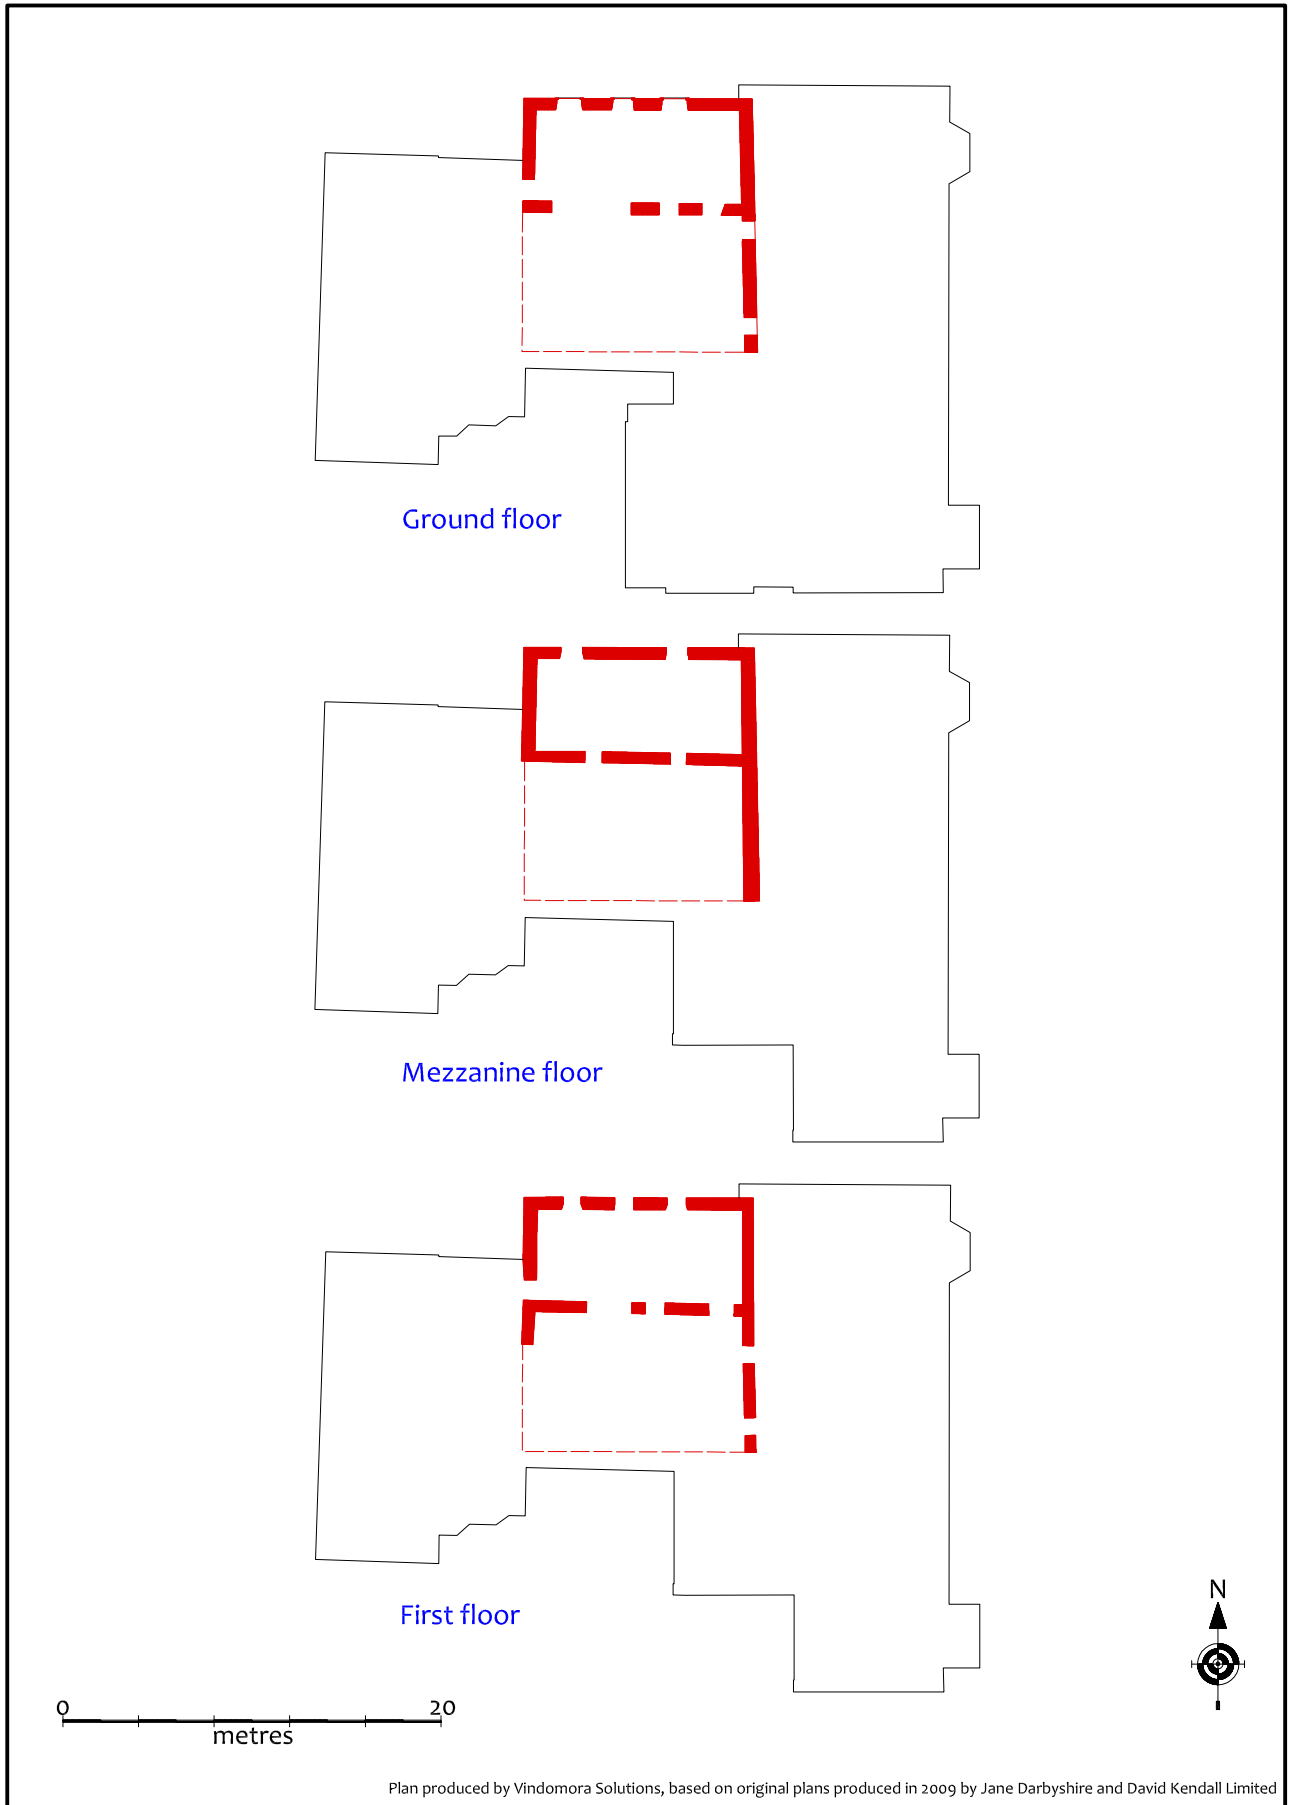 Ground floor
Mezzanine floor
First floor
N
0 20
metres
Plan produced by Vindomora Solutions, based on original plans produced in 2009 by Jane Darbyshire and David Kendall Limited